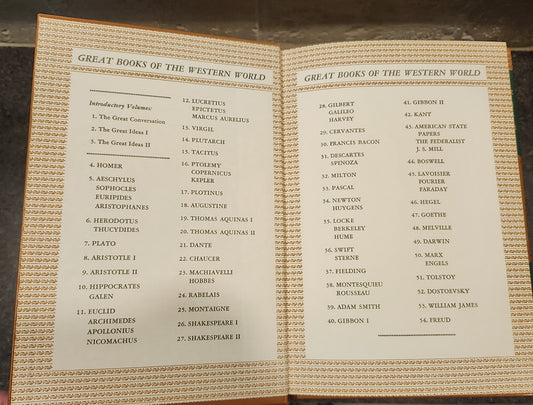 GREAT BOOKS OF THE WESTERN WORLD
Introductory Volumes:
1. The Great Conversation
2. The Great Ideas I
3. The Great Ideas II
4. HOMER
5. AESCHYLUS
SOPHOCLES
EURIPIDES
ARISTOPHANES
6. HERODOTUS
THUCYDIDES
7. PLATO
8. ARISTOTLE I
9. ARISTOTLE II
10. HIPPOCRATES
GALEN
11. EUCLID
ARCHIMEDES
APOLLONIUS
NICOMACHUS
12. LUCRETIUS
EPICTETUS
MARCUS AURELIUS
13. VIRGIL
14. PLUTARCH
15. TACITUS
16. PTOLEMY
COPERNICUS
KEPLER
17. PLOTINUS
18. AUGUSTINE
19. THOMAS AQUINAS I
20. THOMAS AQUINAS II
21. DANTE
22. CHAUCER
23. MACHIAVELLI
HOBBES
24. RABELAIS
25. MONTAIGNE
26. SHAKESPEARE I
27. SHAKESPEARE II
GREAT BOOKS OF THE WESTERN WORLD
28. GILBERT
GALILEO
HARVEY
29. CERVANTES
30. FRANCIS BACON
31. DESCARTES
SPINOZA
32. MILTON
33. PASCAL
34. NEWTON
HUYGENS
35. LOCKE
BERKELEY
HUME
36. SWIFT
STERNE
37. FIELDING
38. MONTESQUIEU
ROUSSEAU
39. ADAM SMITH
40. GIBBON I
41. GIBBON II
42. KANT
43. AMERICAN STATE
PAPERS
THE FEDERALIST
J. S. MILL
44. BOSWELL
45. LAVOISIER
FOURIER
FARADAY
46. HEGEL
47. GOETHE
48. MELVILLE
49. DARWIN
50. MARX
ENGELS
51. TOLSTOY
52. DOSTOEVSKY
53. WILLIAM JAMES
54. FREUD